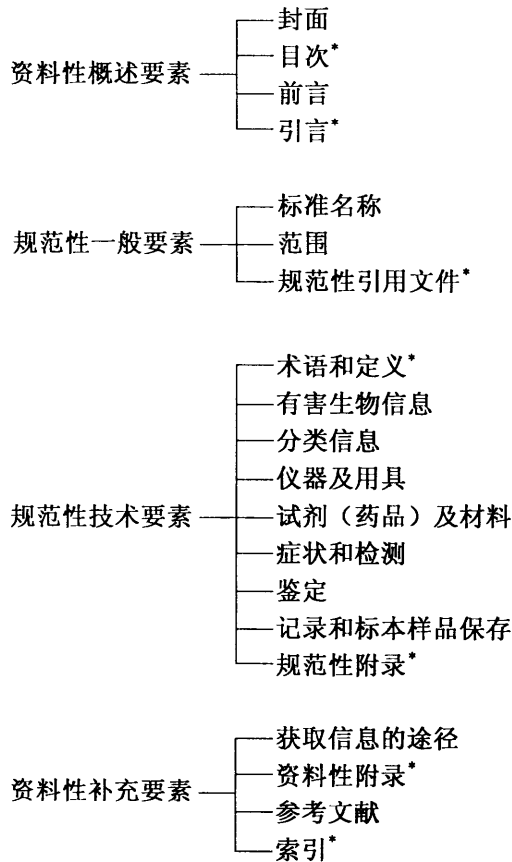 资料性概述要素
封面
目次*
前言
引言*
规范性一般要素
标准名称
范围
规范性引用文件*
规范性技术要素
术语和定义*
有害生物信息
分类信息
仪器及用具
试剂（药品）及材料
症状和检测
鉴定
记录和标本样品保存
规范性附录*
资料性补充要素
获取信息的途径
资料性附录*
参考文献
索引*